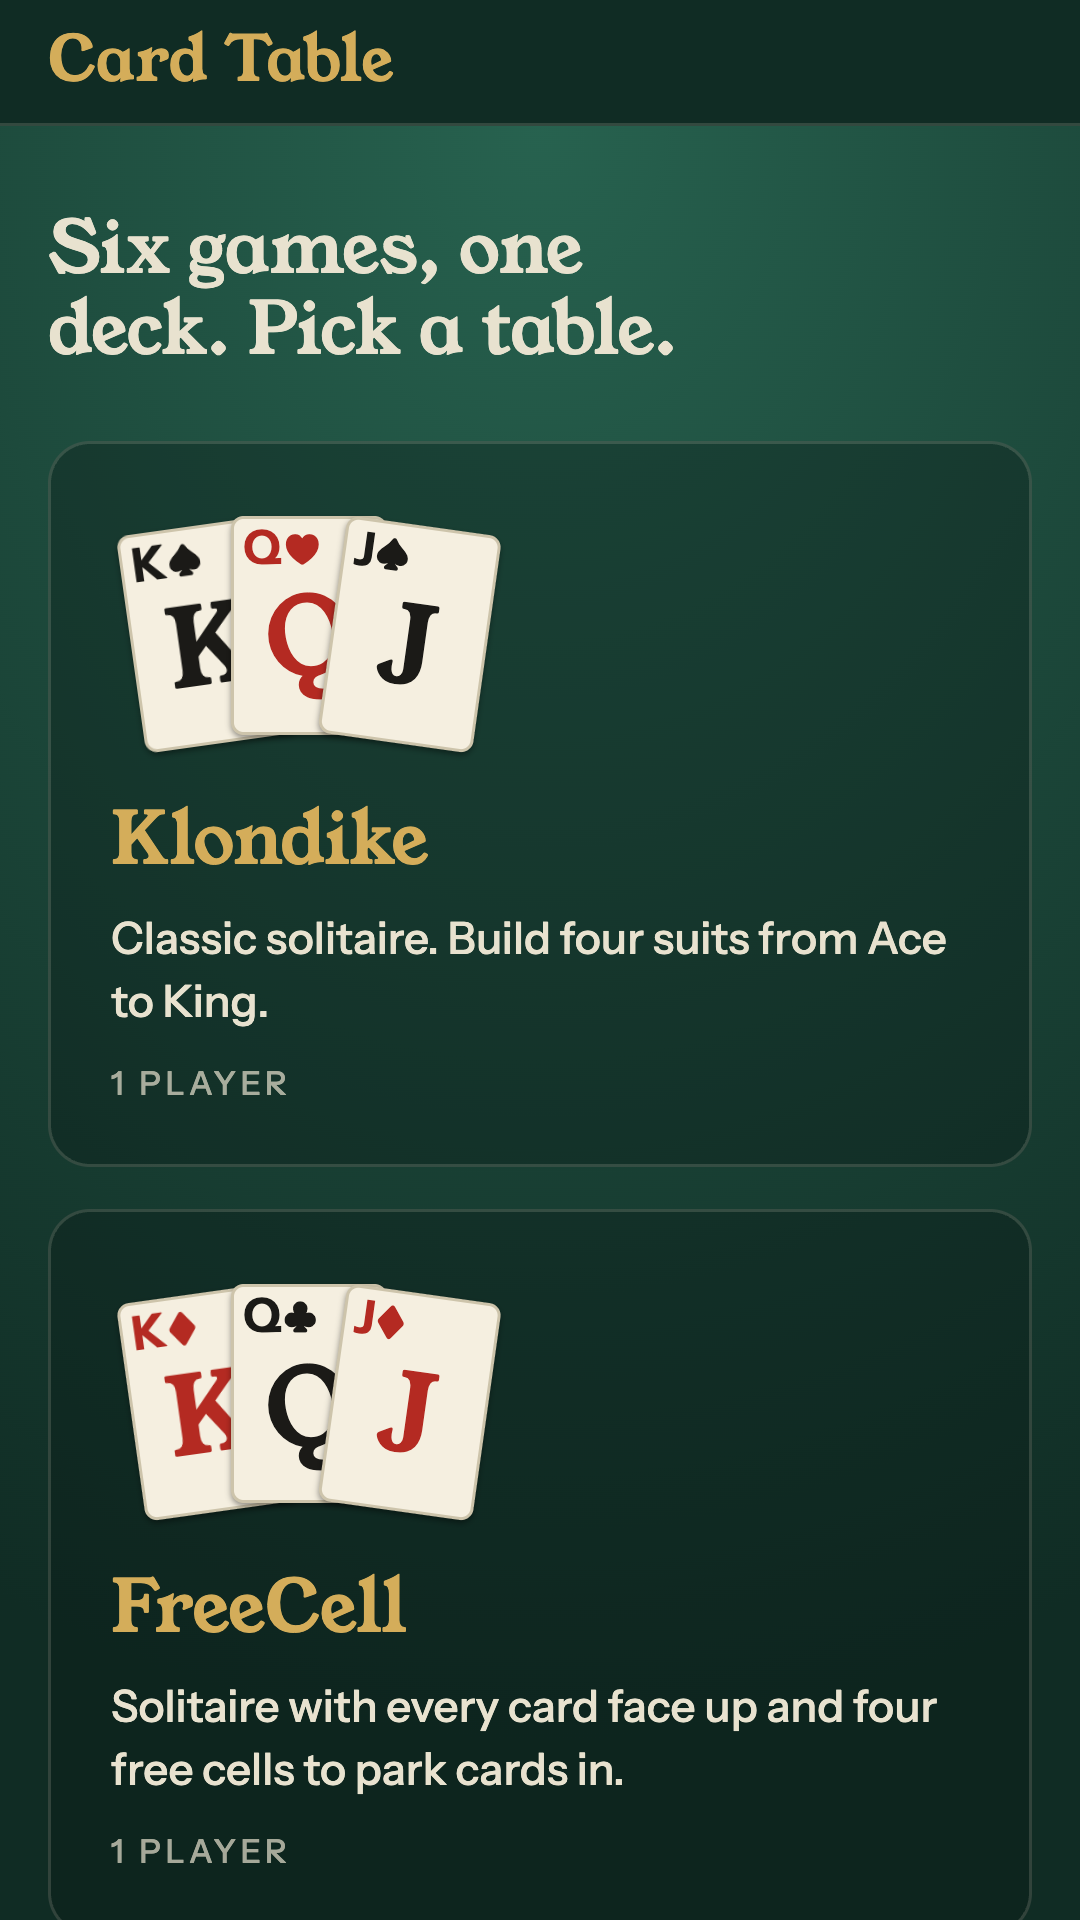 Card Table
Six games, one
deck. Pick a table.
K♠ Q♥ J♠
K Q J
Klondike
Classic solitaire. Build four suits from Ace
to King.
1 PLAYER
K♦ Q♣ J♦
K Q J
FreeCell
Solitaire with every card face up and four
free cells to park cards in.
1 PLAYER